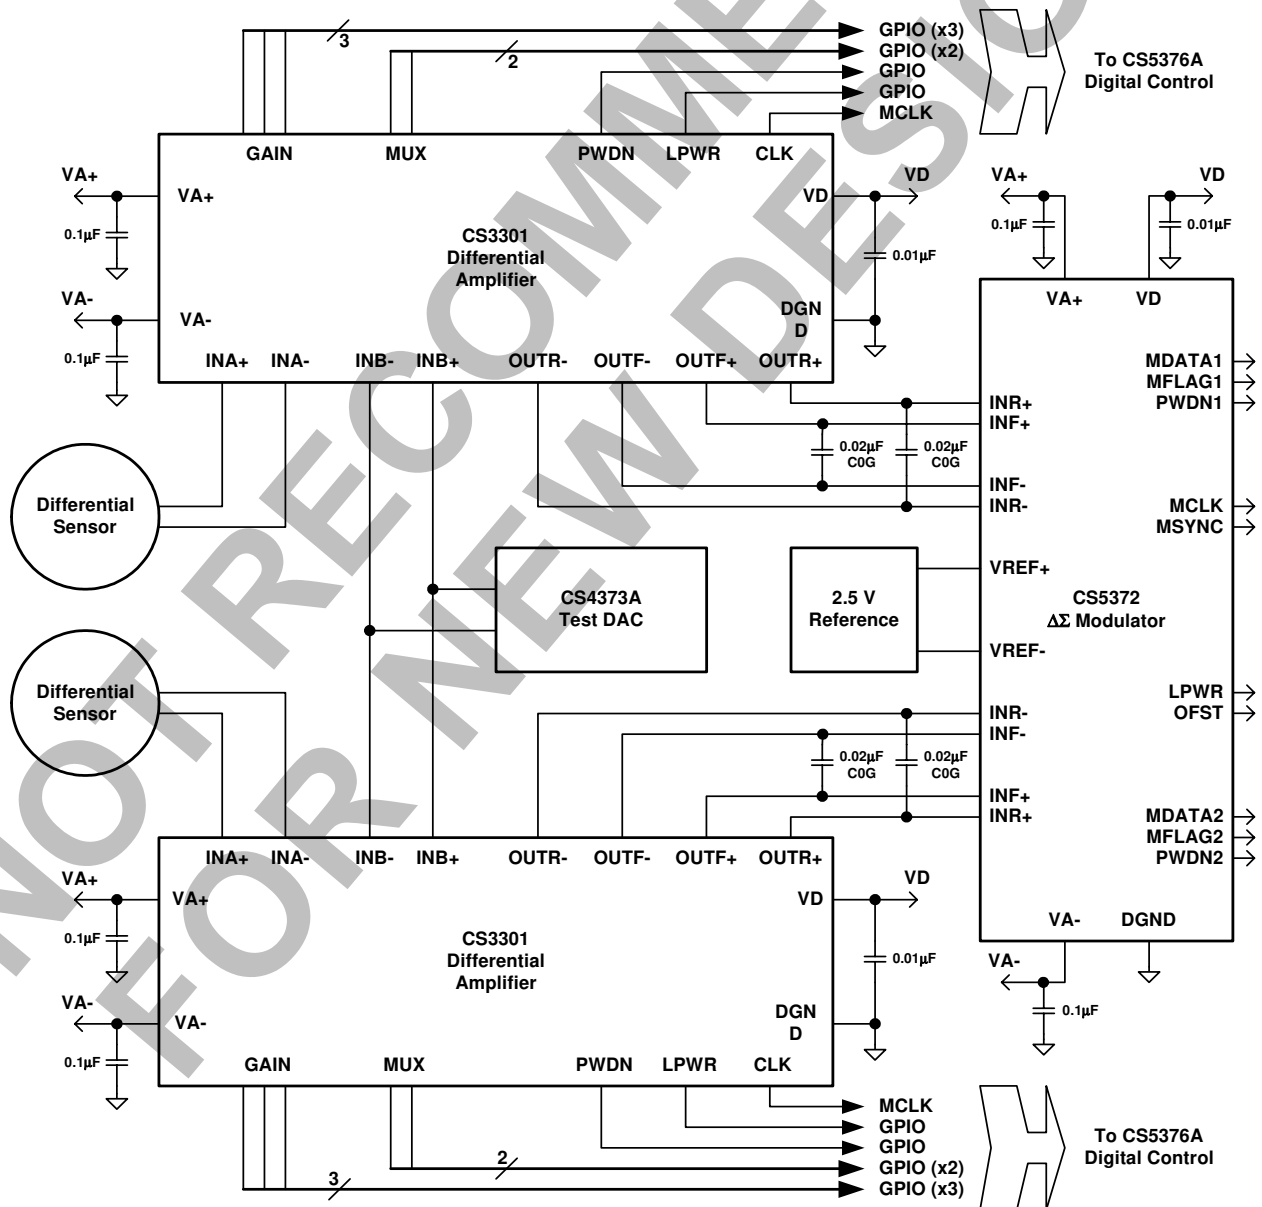 GPIO (x3)
3
GPIO (x2)
2
GPIO
GPIO
MCLK
To CS5376A
Digital Control
GAIN MUX PWDN LPWR CLK
VA+
VA+
0.1µF
VD
VD
0.01µF
CS3301
Differential
Amplifier
VA-
VA-
0.1µF
DGN
D
INA+ INA- INB- INB+ OUTR- OUTF- OUTF+ OUTR+
VA+
0.1µF
VD
0.01µF
VA+ VD
MDATA1
MFLAG1
PWDN1
INR+
INF+
0.02µF
C0G
0.02µF
C0G
INF-
INR-
MCLK
MSYNC
Differential
Sensor
CS4373A
Test DAC
2.5 V
Reference
VREF+
CS5372
ΔΣ Modulator
VREF-
Differential
Sensor
LPWR
OFST
INR-
INF-
0.02µF
C0G
0.02µF
C0G
INF+
INR+
MDATA2
MFLAG2
PWDN2
INA+ INA- INB- INB+ OUTR- OUTF- OUTF+ OUTR+
VA+
VA+
0.1µF
VD
VD
0.01µF
CS3301
Differential
Amplifier
VA-
VA-
0.1µF
DGN
D
VA- DGND
VA-
0.1µF
GAIN MUX PWDN LPWR CLK
MCLK
GPIO
GPIO
2
GPIO (x2)
3
GPIO (x3)
To CS5376A
Digital Control
NOT RECOMME
FOR NEW DESIG